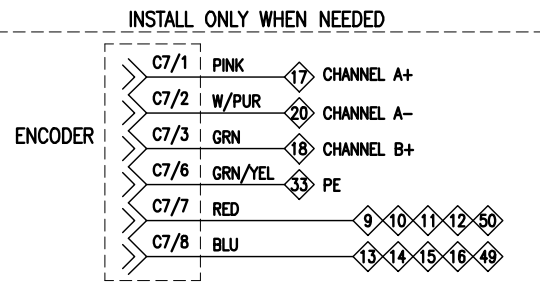 INSTALL ONLY WHEN NEEDED
C7/1 PINK 17 CHANNEL A+
C7/2 W/PUR 20 CHANNEL A-
ENCODER
C7/3 GRN 18 CHANNEL B+
C7/6 GRN/YEL 33 PE
C7/7 RED 9 10 11 12 50
C7/8 BLU 13 14 15 16 49